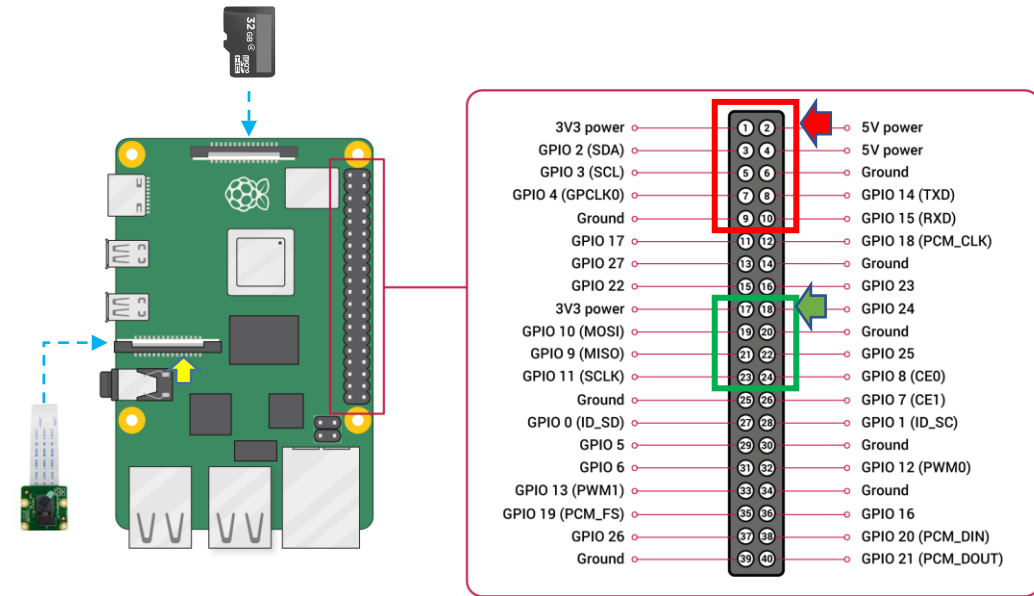 32 GB ④
micro
HC
3V3 power ① ② 5V power
GPIO 2 (SDA) ③ ④ 5V power
GPIO 3 (SCL) ⑤ ⑥ Ground
GPIO 4 (GPCLK0) ⑦ ⑧ GPIO 14 (TXD)
Ground ⑨ ⑩ GPIO 15 (RXD)
GPIO 17 ⑪ ⑫ GPIO 18 (PCM_CLK)
GPIO 27 ⑬ ⑭ Ground
GPIO 22 ⑮ ⑯ GPIO 23
3V3 power ⑰ ⑱ GPIO 24
GPIO 10 (MOSI) ⑲ ⑳ Ground
GPIO 9 (MISO) ㉑ ㉒ GPIO 25
GPIO 11 (SCLK) ㉓ ㉔ GPIO 8 (CE0)
Ground ㉕ ㉖ GPIO 7 (CE1)
GPIO 0 (ID_SD) ㉗ ㉘ GPIO 1 (ID_SC)
GPIO 5 ㉙ ㉚ Ground
GPIO 6 ㉛ ㉜ GPIO 12 (PWM0)
GPIO 13 (PWM1) ㉝ ㉞ Ground
GPIO 19 (PCM_FS) ㉟ ㊱ GPIO 16
GPIO 26 ㊲ ㊳ GPIO 20 (PCM_DIN)
Ground ㊴ ㊵ GPIO 21 (PCM_DOUT)